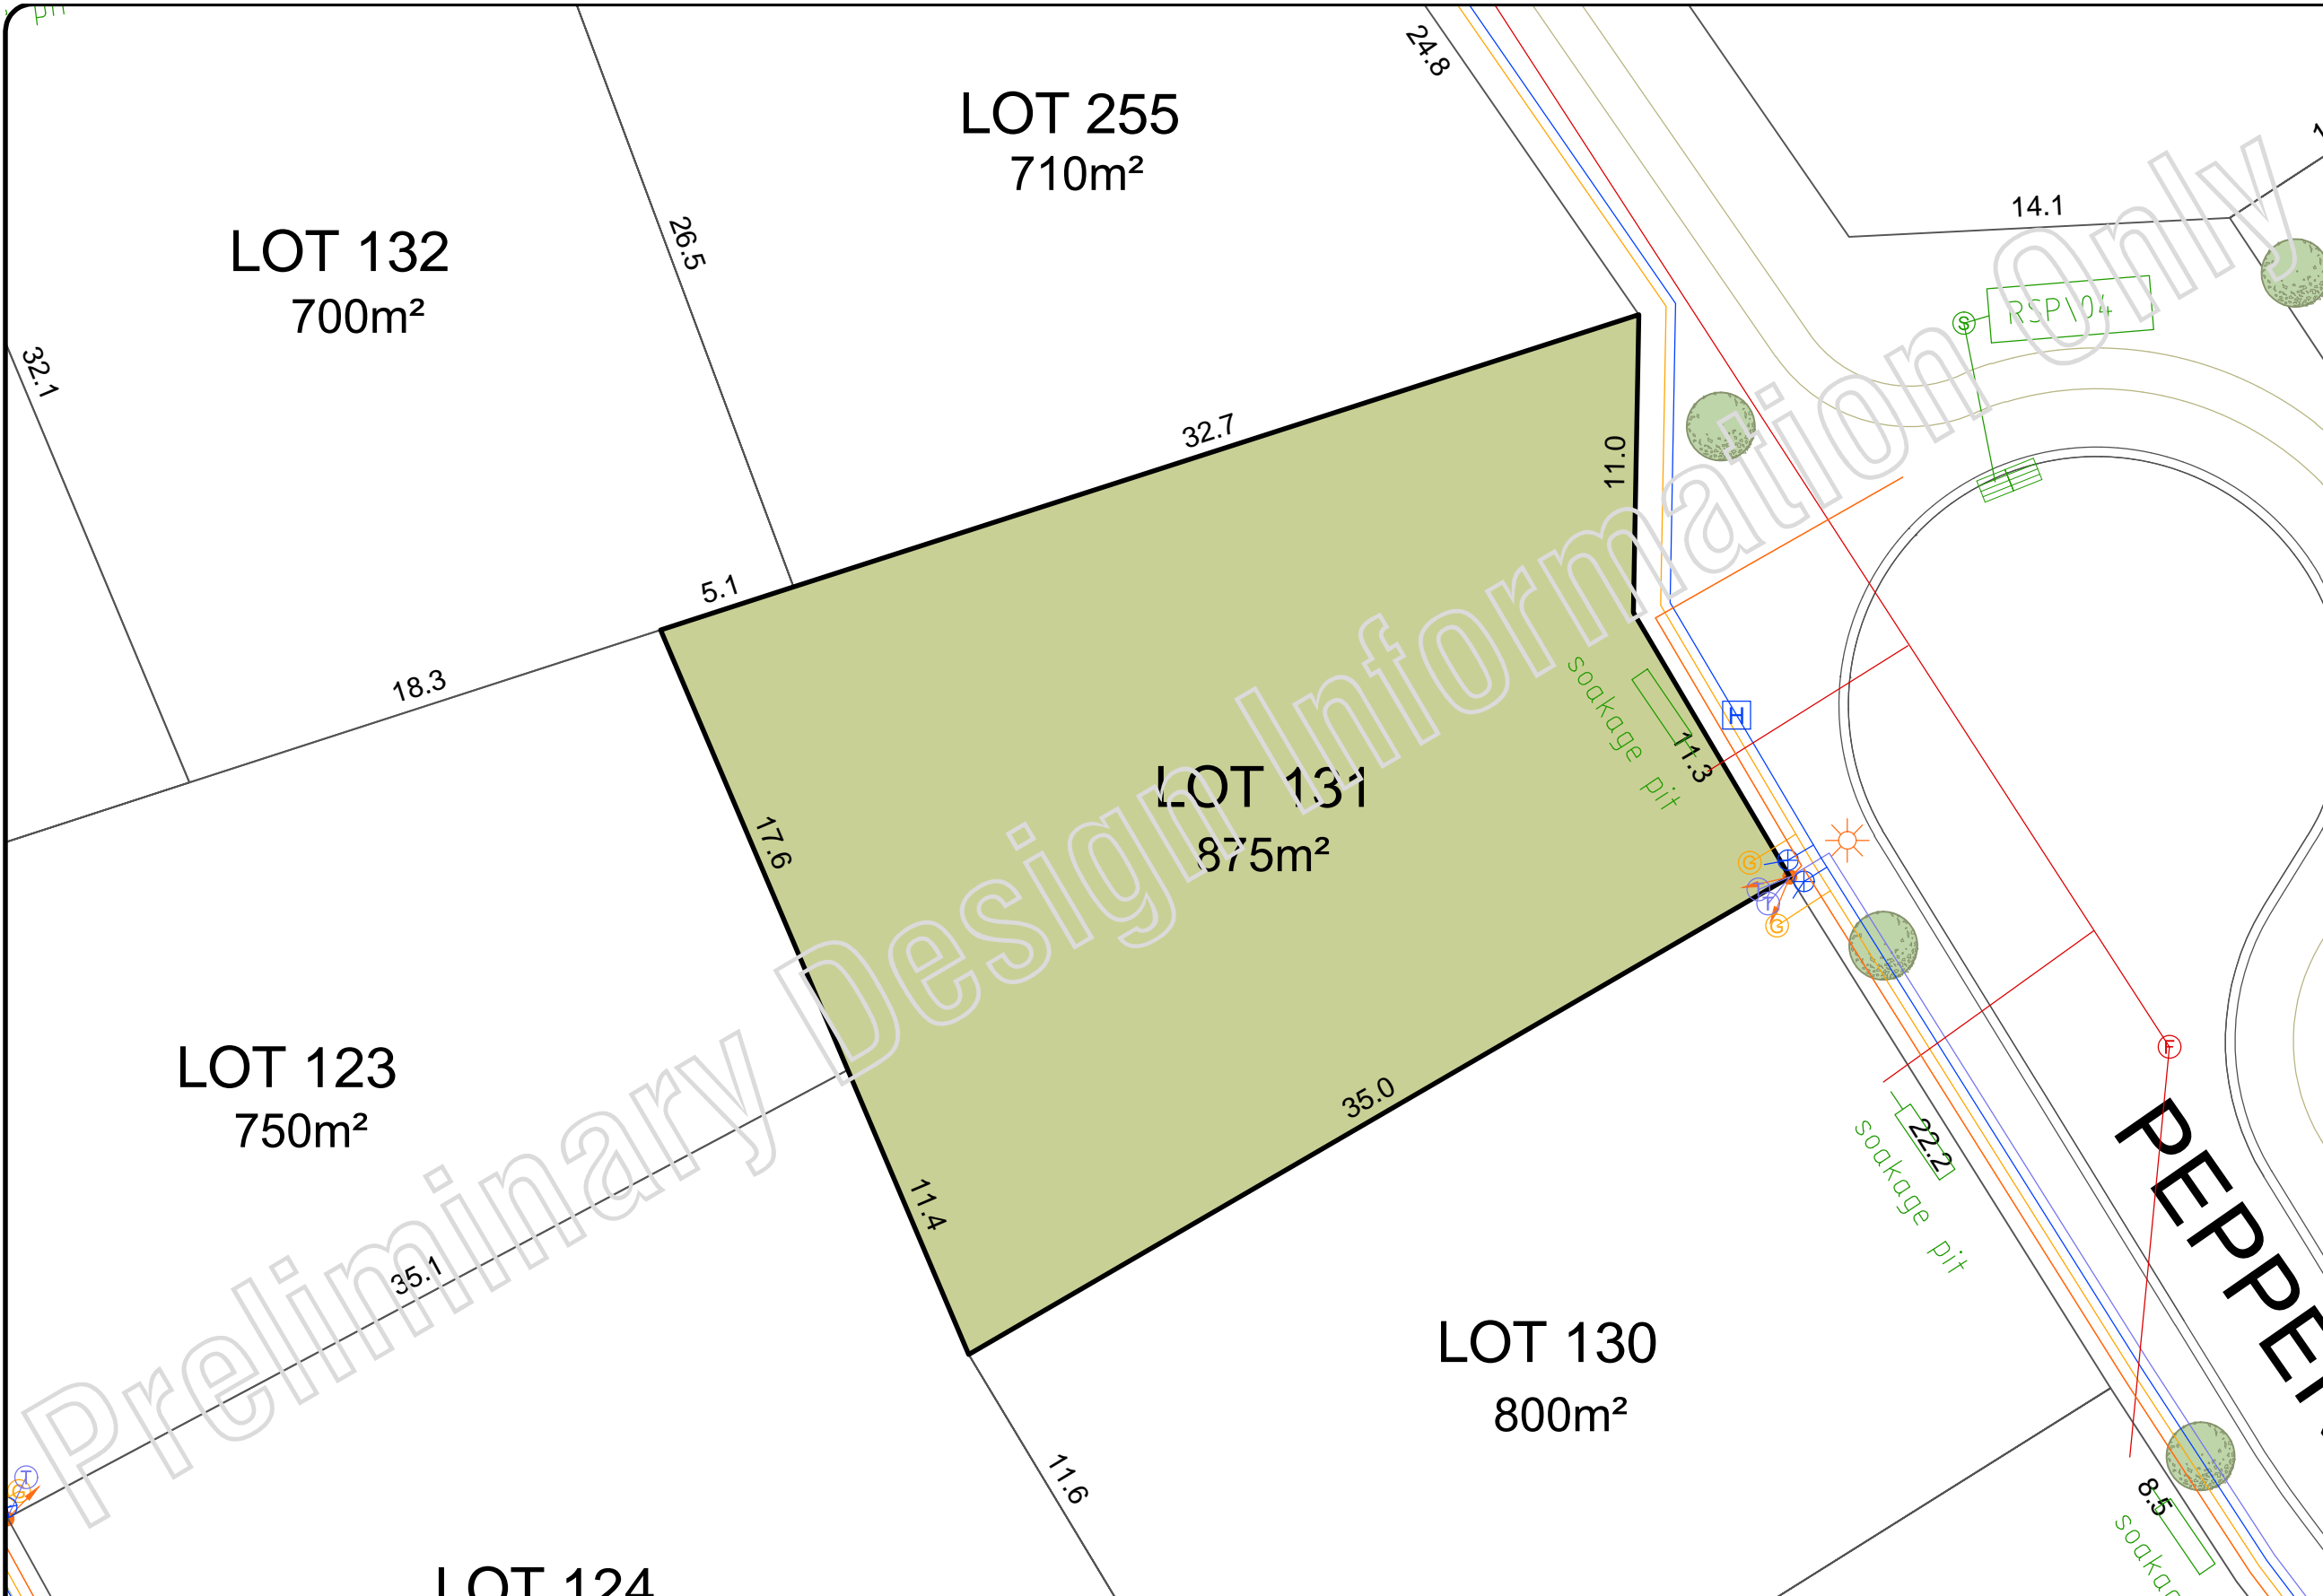 24.8
LOT 255
710m²
14.1
LOT 132
700m²
26.5
RSP\04
32.1
32.7
11.0
5.1
18.3
soakage pit
H
11.3
LOT 131
875m²
17.6
G
T
T
G
F
S
Preliminary Design Information Only
LOT 123
750m²
35.0
22.2
soakage pit
11.4
35.1
LOT 130
800m²
11.6
T
G
8.5
LOT 124